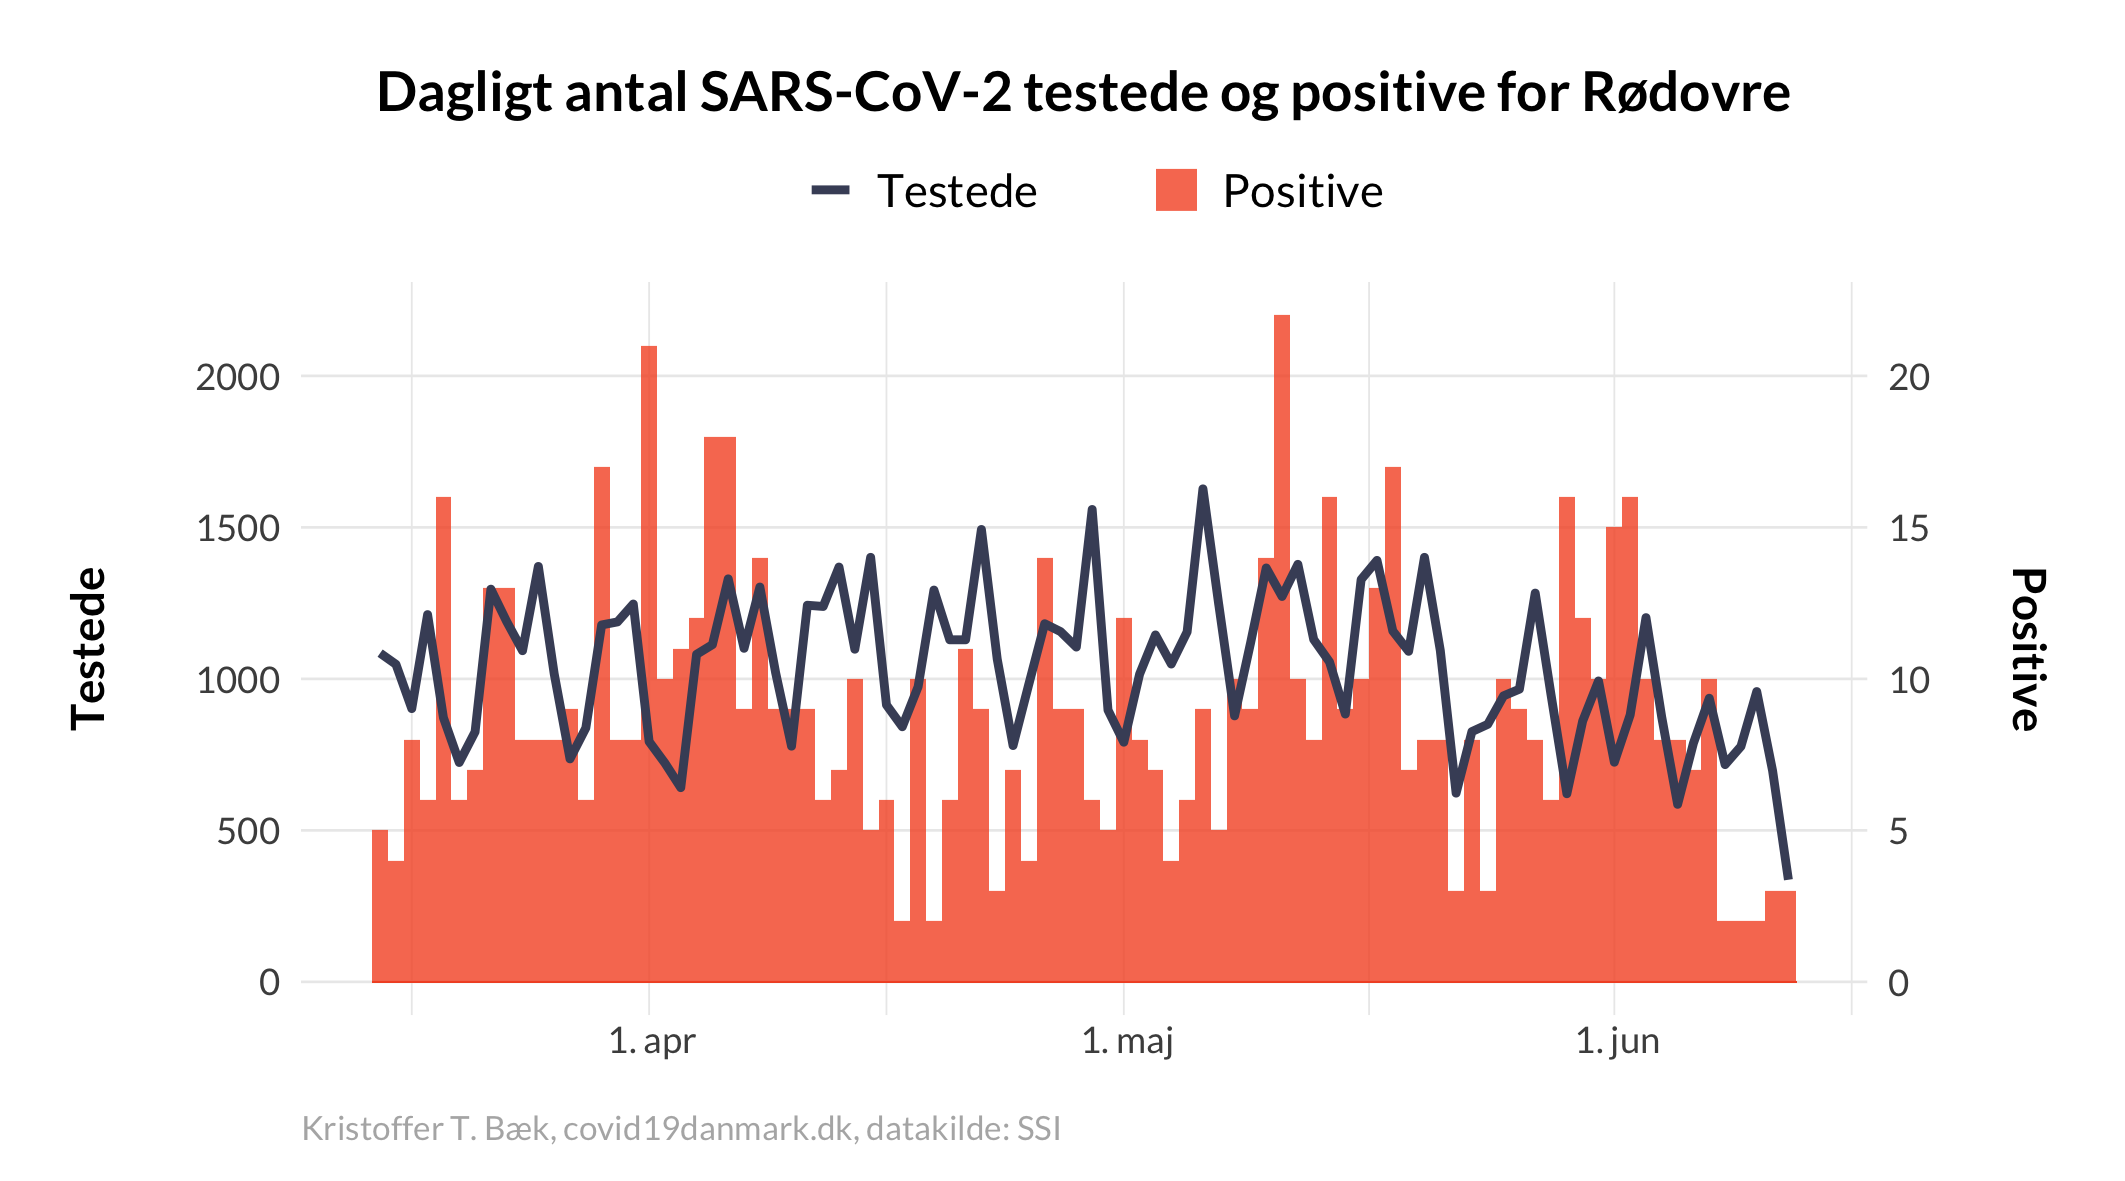 Dagligt antal SARS-CoV-2 testede og positive for Rødovre
Testede Positive
2000 20
1500 15
1000 10
500 5
0 0
Testede
Positive
1. apr 1. maj 1. jun
Kristoffer T. Bæk, covid19danmark.dk, datakilde: SSI